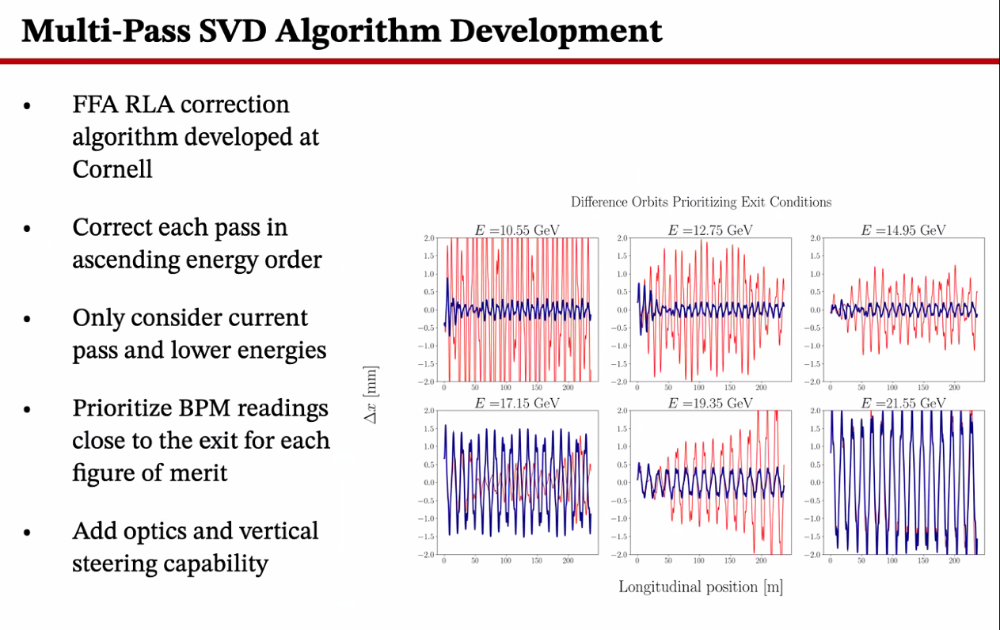 Multi-Pass SVD Algorithm Development
• FFA RLA correction
algorithm developed at
Cornell
• Correct each pass in
ascending energy order
• Only consider current
pass and lower energies
• Prioritize BPM readings
close to the exit for each
figure of merit
• Add optics and vertical
steering capability
Difference Orbits Prioritizing Exit Conditions
E =10.55 GeV
2.0
1.5
1.0
0.5
0.0
−0.5
−1.0
−1.5
−2.0
0 50 100 150 200
E =12.75 GeV
2.0
1.5
1.0
0.5
0.0
−0.5
−1.0
−1.5
−2.0
0 50 100 150 200
E =14.95 GeV
2.0
1.5
1.0
0.5
0.0
−0.5
−1.0
−1.5
−2.0
0 50 100 150 200
Δx [mm]
E =17.15 GeV
2.0
1.5
1.0
0.5
0.0
−0.5
−1.0
−1.5
−2.0
0 50 100 150 200
E =19.35 GeV
2.0
1.5
1.0
0.5
0.0
−0.5
−1.0
−1.5
−2.0
0 50 100 150 200
E =21.55 GeV
2.0
1.5
1.0
0.5
0.0
−0.5
−1.0
−1.5
−2.0
0 50 100 150 200
Longitudinal position [m]